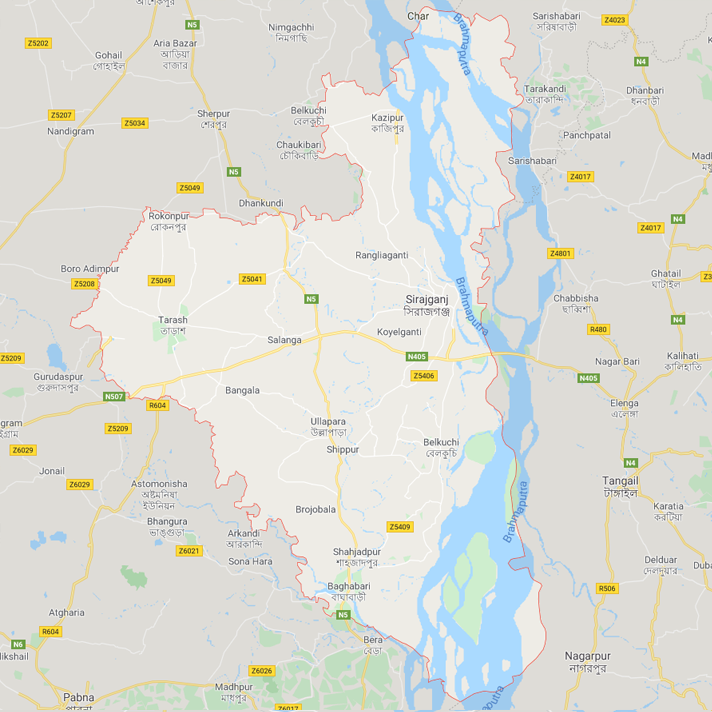 Char
Brahmaputra
Sarishabari
সরিষাবাড়ী
Z4023
N5
Nimgachhi
নিমগাছি
Z5202
Aria Bazar
আড়িয়া
বাজার
Gohail
গোহাইল
N4
Tarakandi
তারাকান্দি
Dhanbari
ধনবাড়ী
Z5207
Nandigram
Z5034
Sherpur
শেরপুর
Belkuchi
বেলকুচী
Kazipur
কাজিপুর
Panchpatal
Chaukibari
চৌকিবাড়ি
Sarishabari
N5
Z4017
Z5049
Dhankundi
Rokonpur
রোকনপুর
N4
Z4017
Rangliaganti
Z4801
Boro Adimpur
Z5208
Z5049
Z5041
Ghatail
ঘাটাইল
N5
Sirajganj
সিরাজগঞ্জ
Brahmaputra
Chabbisha
ছাব্বিশা
Tarash
তাড়াশ
Salanga
Koyelganti
R480
N4
Z5209
N405
Nagar Bari
Kalihati
কালিহাতি
Gurudaspur
গুরুদাসপুর
Z5406
N405
N507
Bangala
R604
Elenga
এলেঙ্গা
Z5209
Ullapara
উল্লাপাড়া
Shippur
Belkuchi
বেলকুচি
Z6029
N4
Jonail
Z6029
Astomonisha
অষ্টমনিষা
ইউনিয়ন
Tangail
টাঙ্গাইল
Brojobala
Brahmaputra
Karatia
করটিয়া
Bhangura
ভাঙ্গুড়া
Arkandi
আরকান্দি
Z5409
Z6021
Sona Hara
Shahjadpur
শাহজাদপুর
Delduar
দেলদুয়ার
Baghabari
বাঘাবাড়ী
R506
Atgharia
N5
R604
Bera
বেড়া
N6
Nagarpur
নাগরপুর
Z6026
Madhpur
মাধপুর
Pabna
পাবনা
Z6017